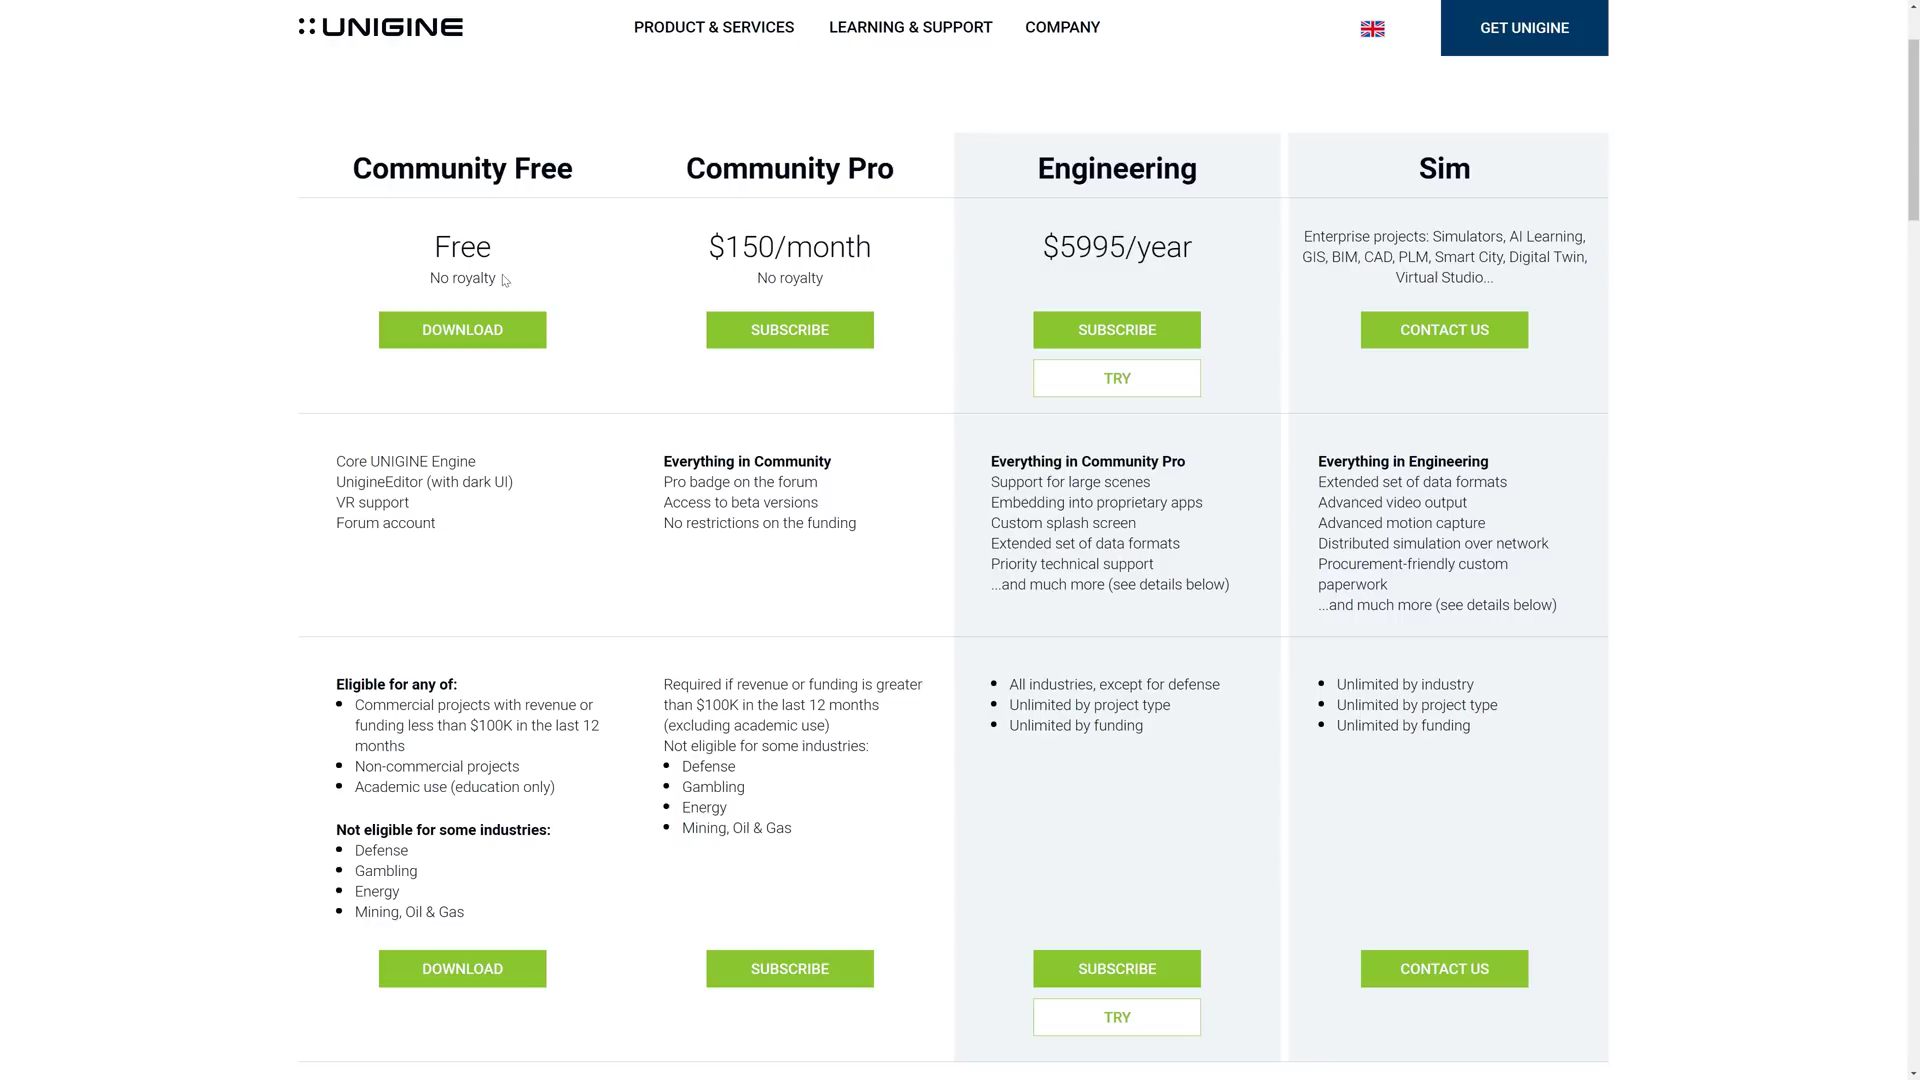 UNIGINE
PRODUCT & SERVICES
LEARNING & SUPPORT
COMPANY
GET UNIGINE
Community Free
Free
No royalty
DOWNLOAD
Core UNIGINE Engine
UnigineEditor (with dark UI)
VR support
Forum account
Eligible for any of:
Commercial projects with revenue or
funding less than $100K in the last 12
months
Non-commercial projects
Academic use (education only)
Not eligible for some industries:
Defense
Gambling
Energy
Mining, Oil & Gas
DOWNLOAD
Community Pro
$150/month
No royalty
SUBSCRIBE
Everything in Community
Pro badge on the forum
Access to beta versions
No restrictions on the funding
Required if revenue or funding is greater
than $100K in the last 12 months
(excluding academic use)
Not eligible for some industries:
Defense
Gambling
Energy
Mining, Oil & Gas
SUBSCRIBE
Engineering
$5995/year
SUBSCRIBE
TRY
Everything in Community Pro
Support for large scenes
Embedding into proprietary apps
Custom splash screen
Extended set of data formats
Priority technical support
...and much more (see details below)
All industries, except for defense
Unlimited by project type
Unlimited by funding
SUBSCRIBE
TRY
Sim
Enterprise projects: Simulators, AI Learning,
GIS, BIM, CAD, PLM, Smart City, Digital Twin,
Virtual Studio...
CONTACT US
Everything in Engineering
Extended set of data formats
Advanced video output
Advanced motion capture
Distributed simulation over network
Procurement-friendly custom
paperwork
...and much more (see details below)
Unlimited by industry
Unlimited by project type
Unlimited by funding
CONTACT US